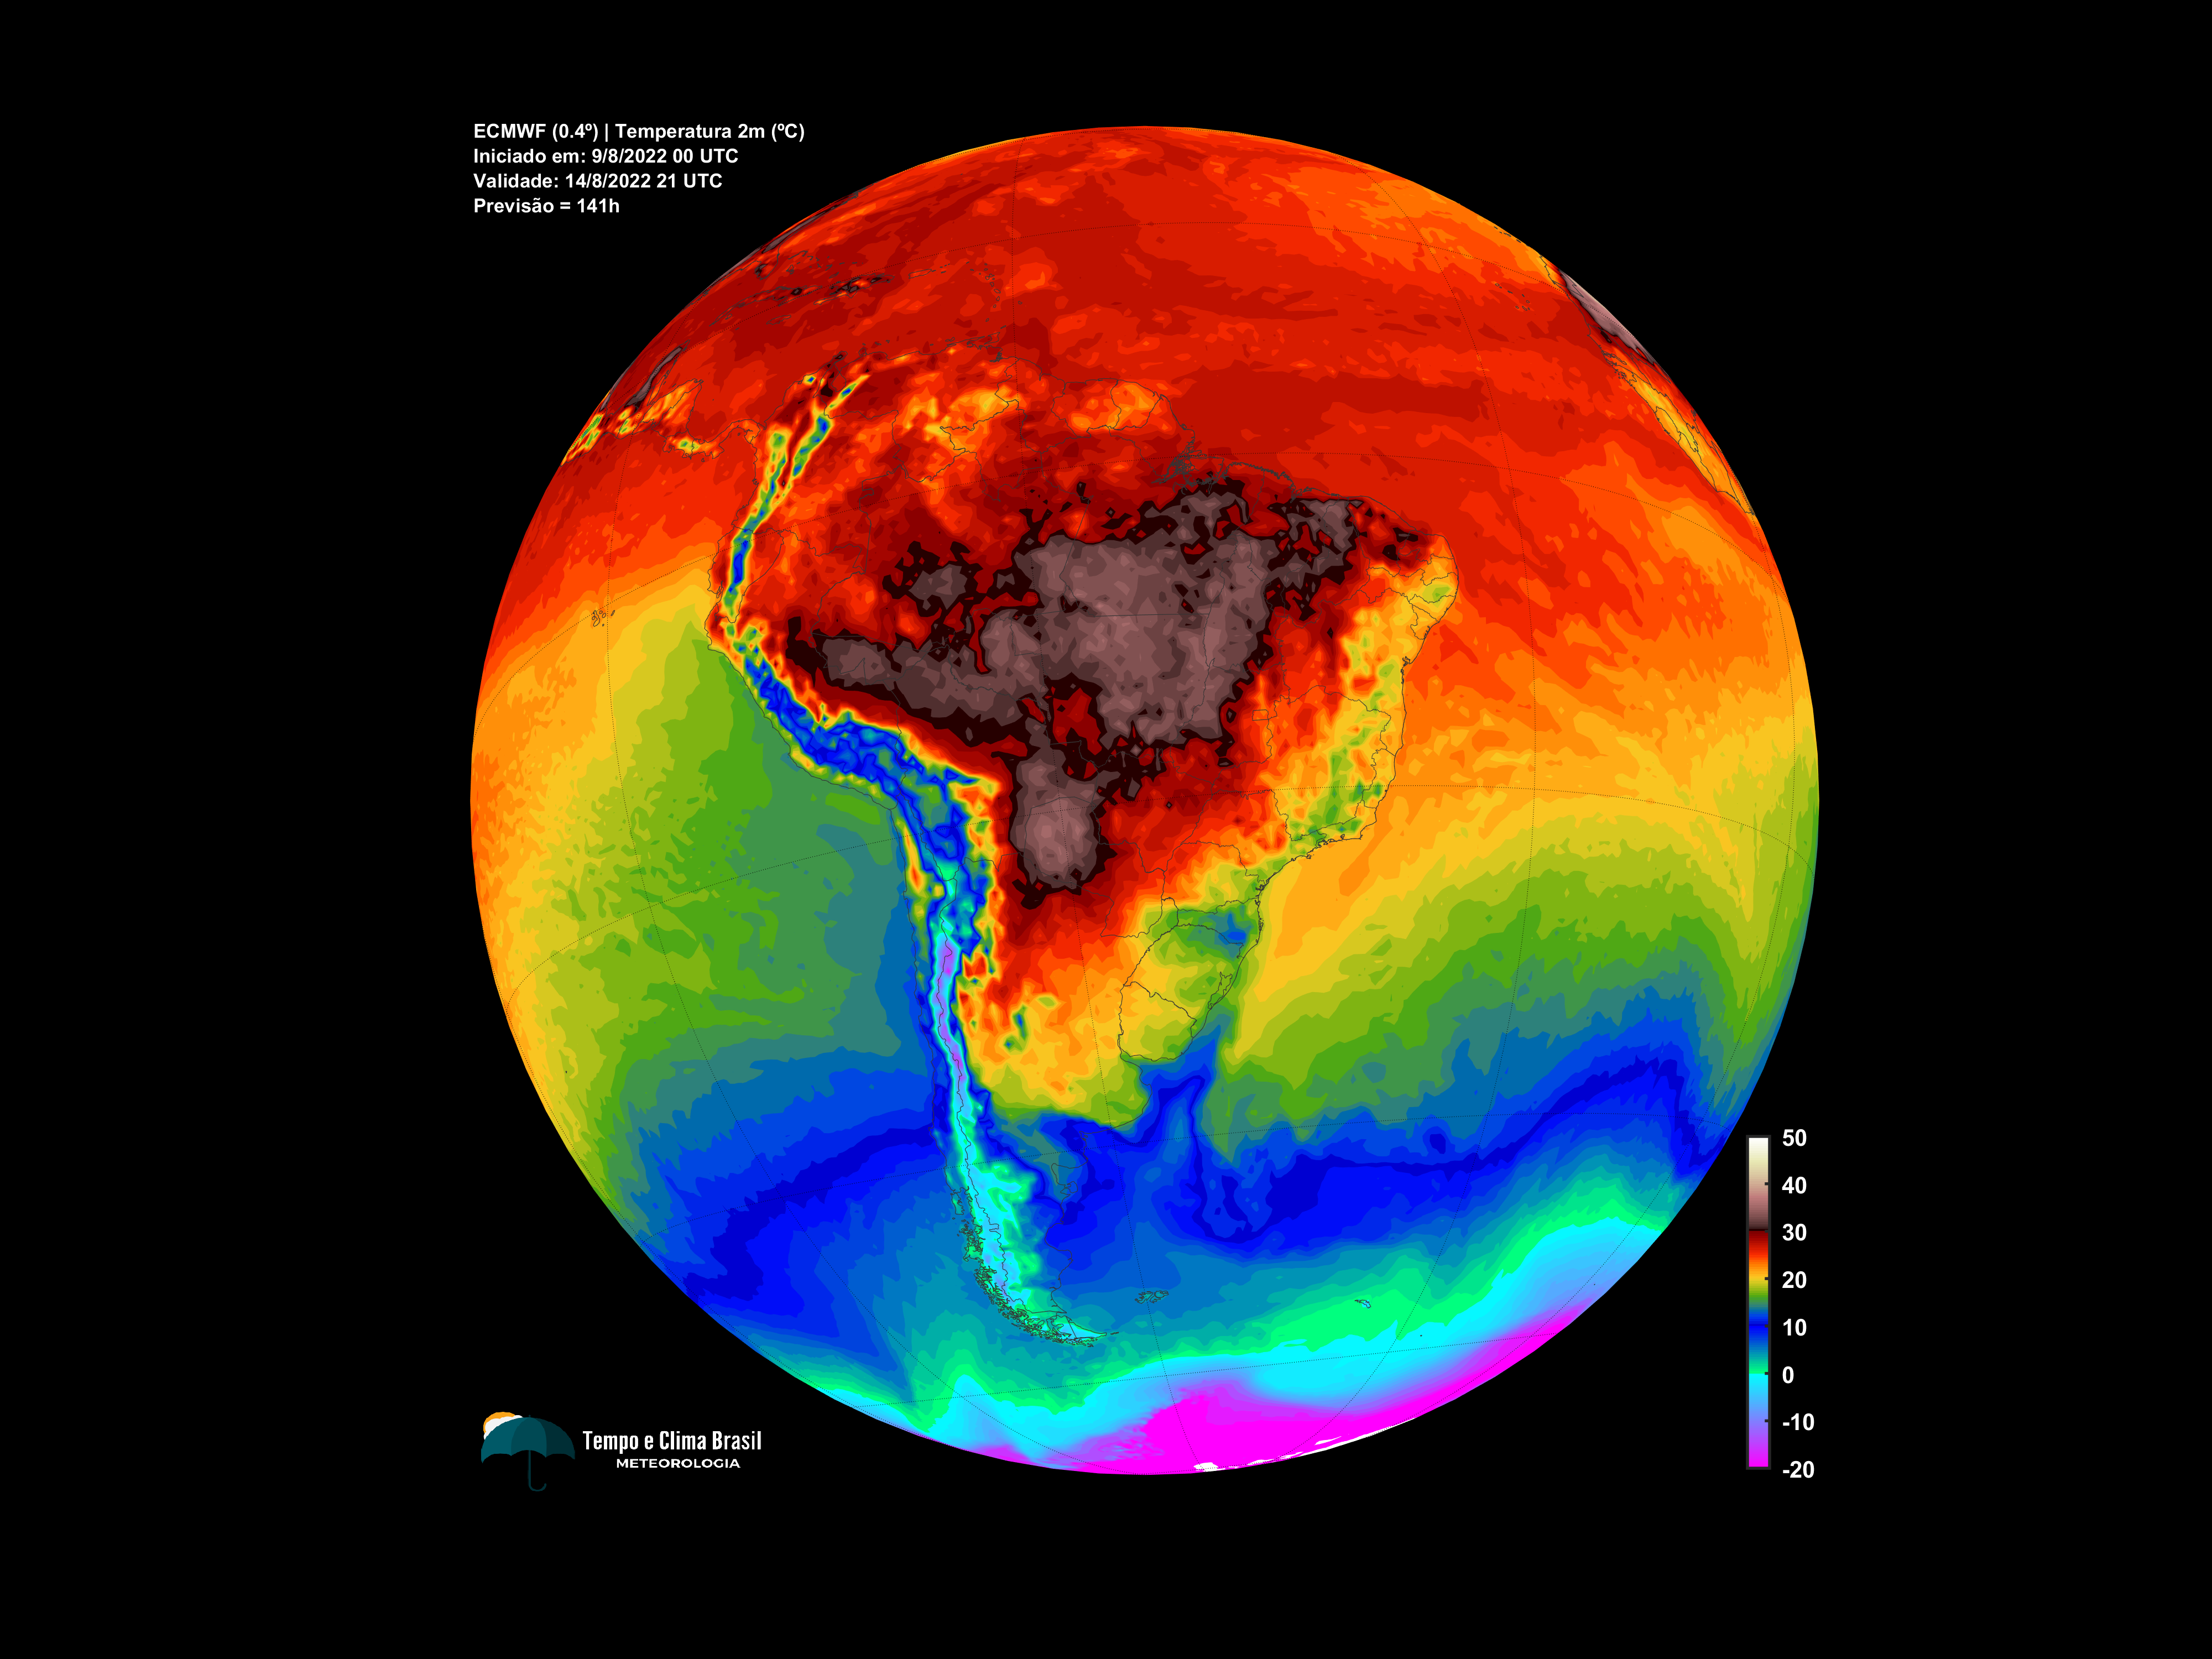 ECMWF (0.4º) | Temperatura 2m (ºC)
Iniciado em: 9/8/2022 00 UTC
Validade: 14/8/2022 21 UTC
Previsão = 141h
50
40
30
20
10
0
-10
-20
Tempo e Clima Brasil
METEOROLOGIA